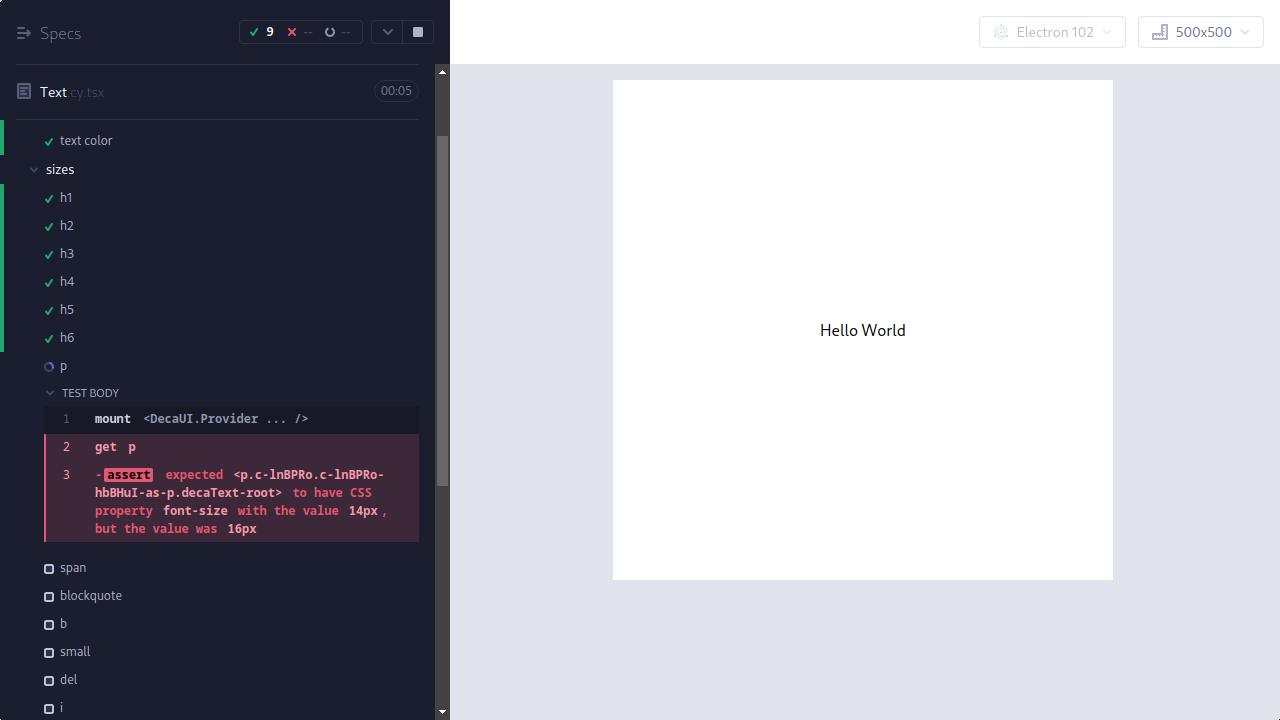 Specs
9 -- --
Electron 102
500x500
Text.cy.tsx
00:05
text color
sizes
h1
h2
h3
h4
h5
h6
p
TEST BODY
1 mount <DecaUI.Provider ... />
2 get p
3 -assert expected <p.c-lnBPRo.c-lnBPRo-
hbBHuI-as-p.decaText-root> to have CSS
property font-size with the value 14px,
but the value was 16px
span
blockquote
b
small
del
i
Hello World